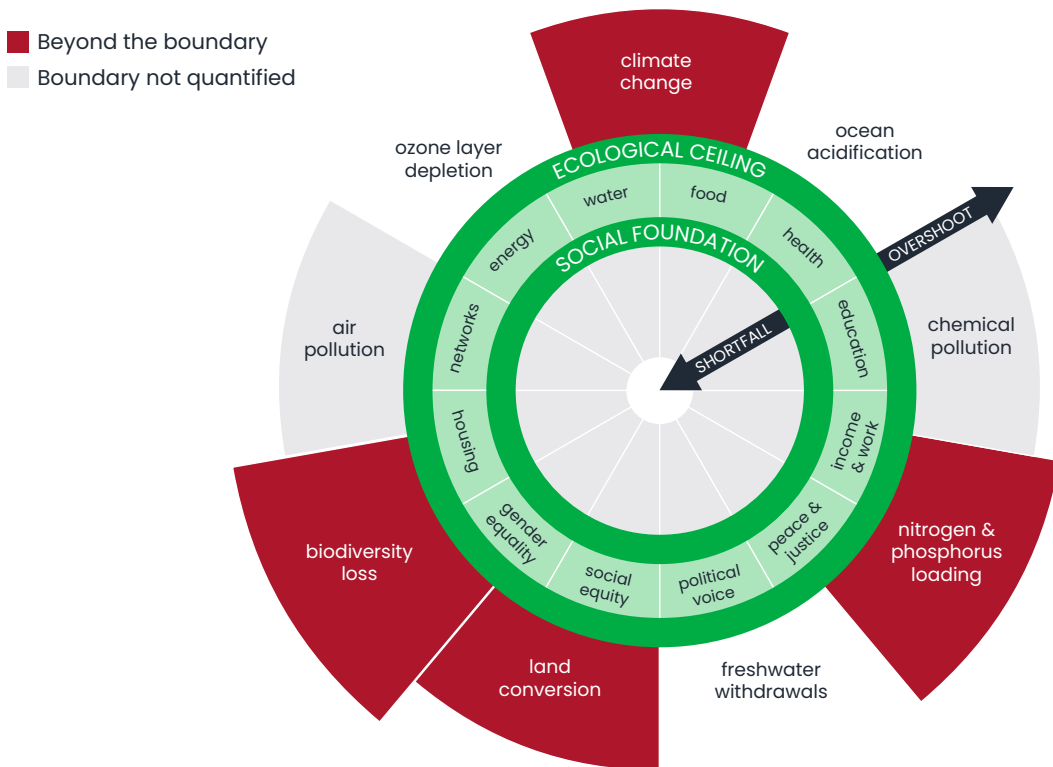 Beyond the boundary
Boundary not quantified
climate
change
ozone layer
depletion
ocean
acidification
ECOLOGICAL CEILING
water
food
energy
health
SOCIAL FOUNDATION
OVERSHOOT
networks
education
air
pollution
SHORTFALL
chemical
pollution
housing
income
& work
gender
equality
peace &
justice
social
equity
political
voice
biodiversity
loss
nitrogen &
phosphorus
loading
land
conversion
freshwater
withdrawals